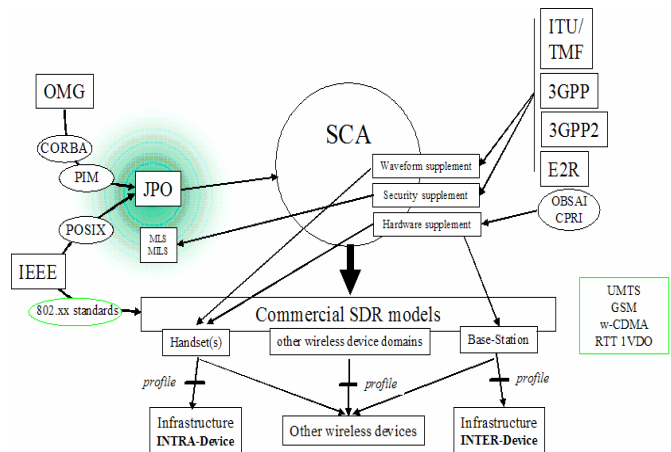 ITU/
TMF
OMG
3GPP
SCA
CORBA
3GPP2
Waveform supplement
PIM
JPO
E2R
Security supplement
OBSAI
CPRI
POSIX
Hardware supplement
MLS
MILS
IEEE
UMTS
GSM
w-CDMA
RTT 1VDO
802.xx standards
Commercial SDR models
Handset(s)
other wireless device domains
Base-Station
profile
profile
profile
Infrastructure
INTRA-Device
Other wireless devices
Infrastructure
INTER-Device